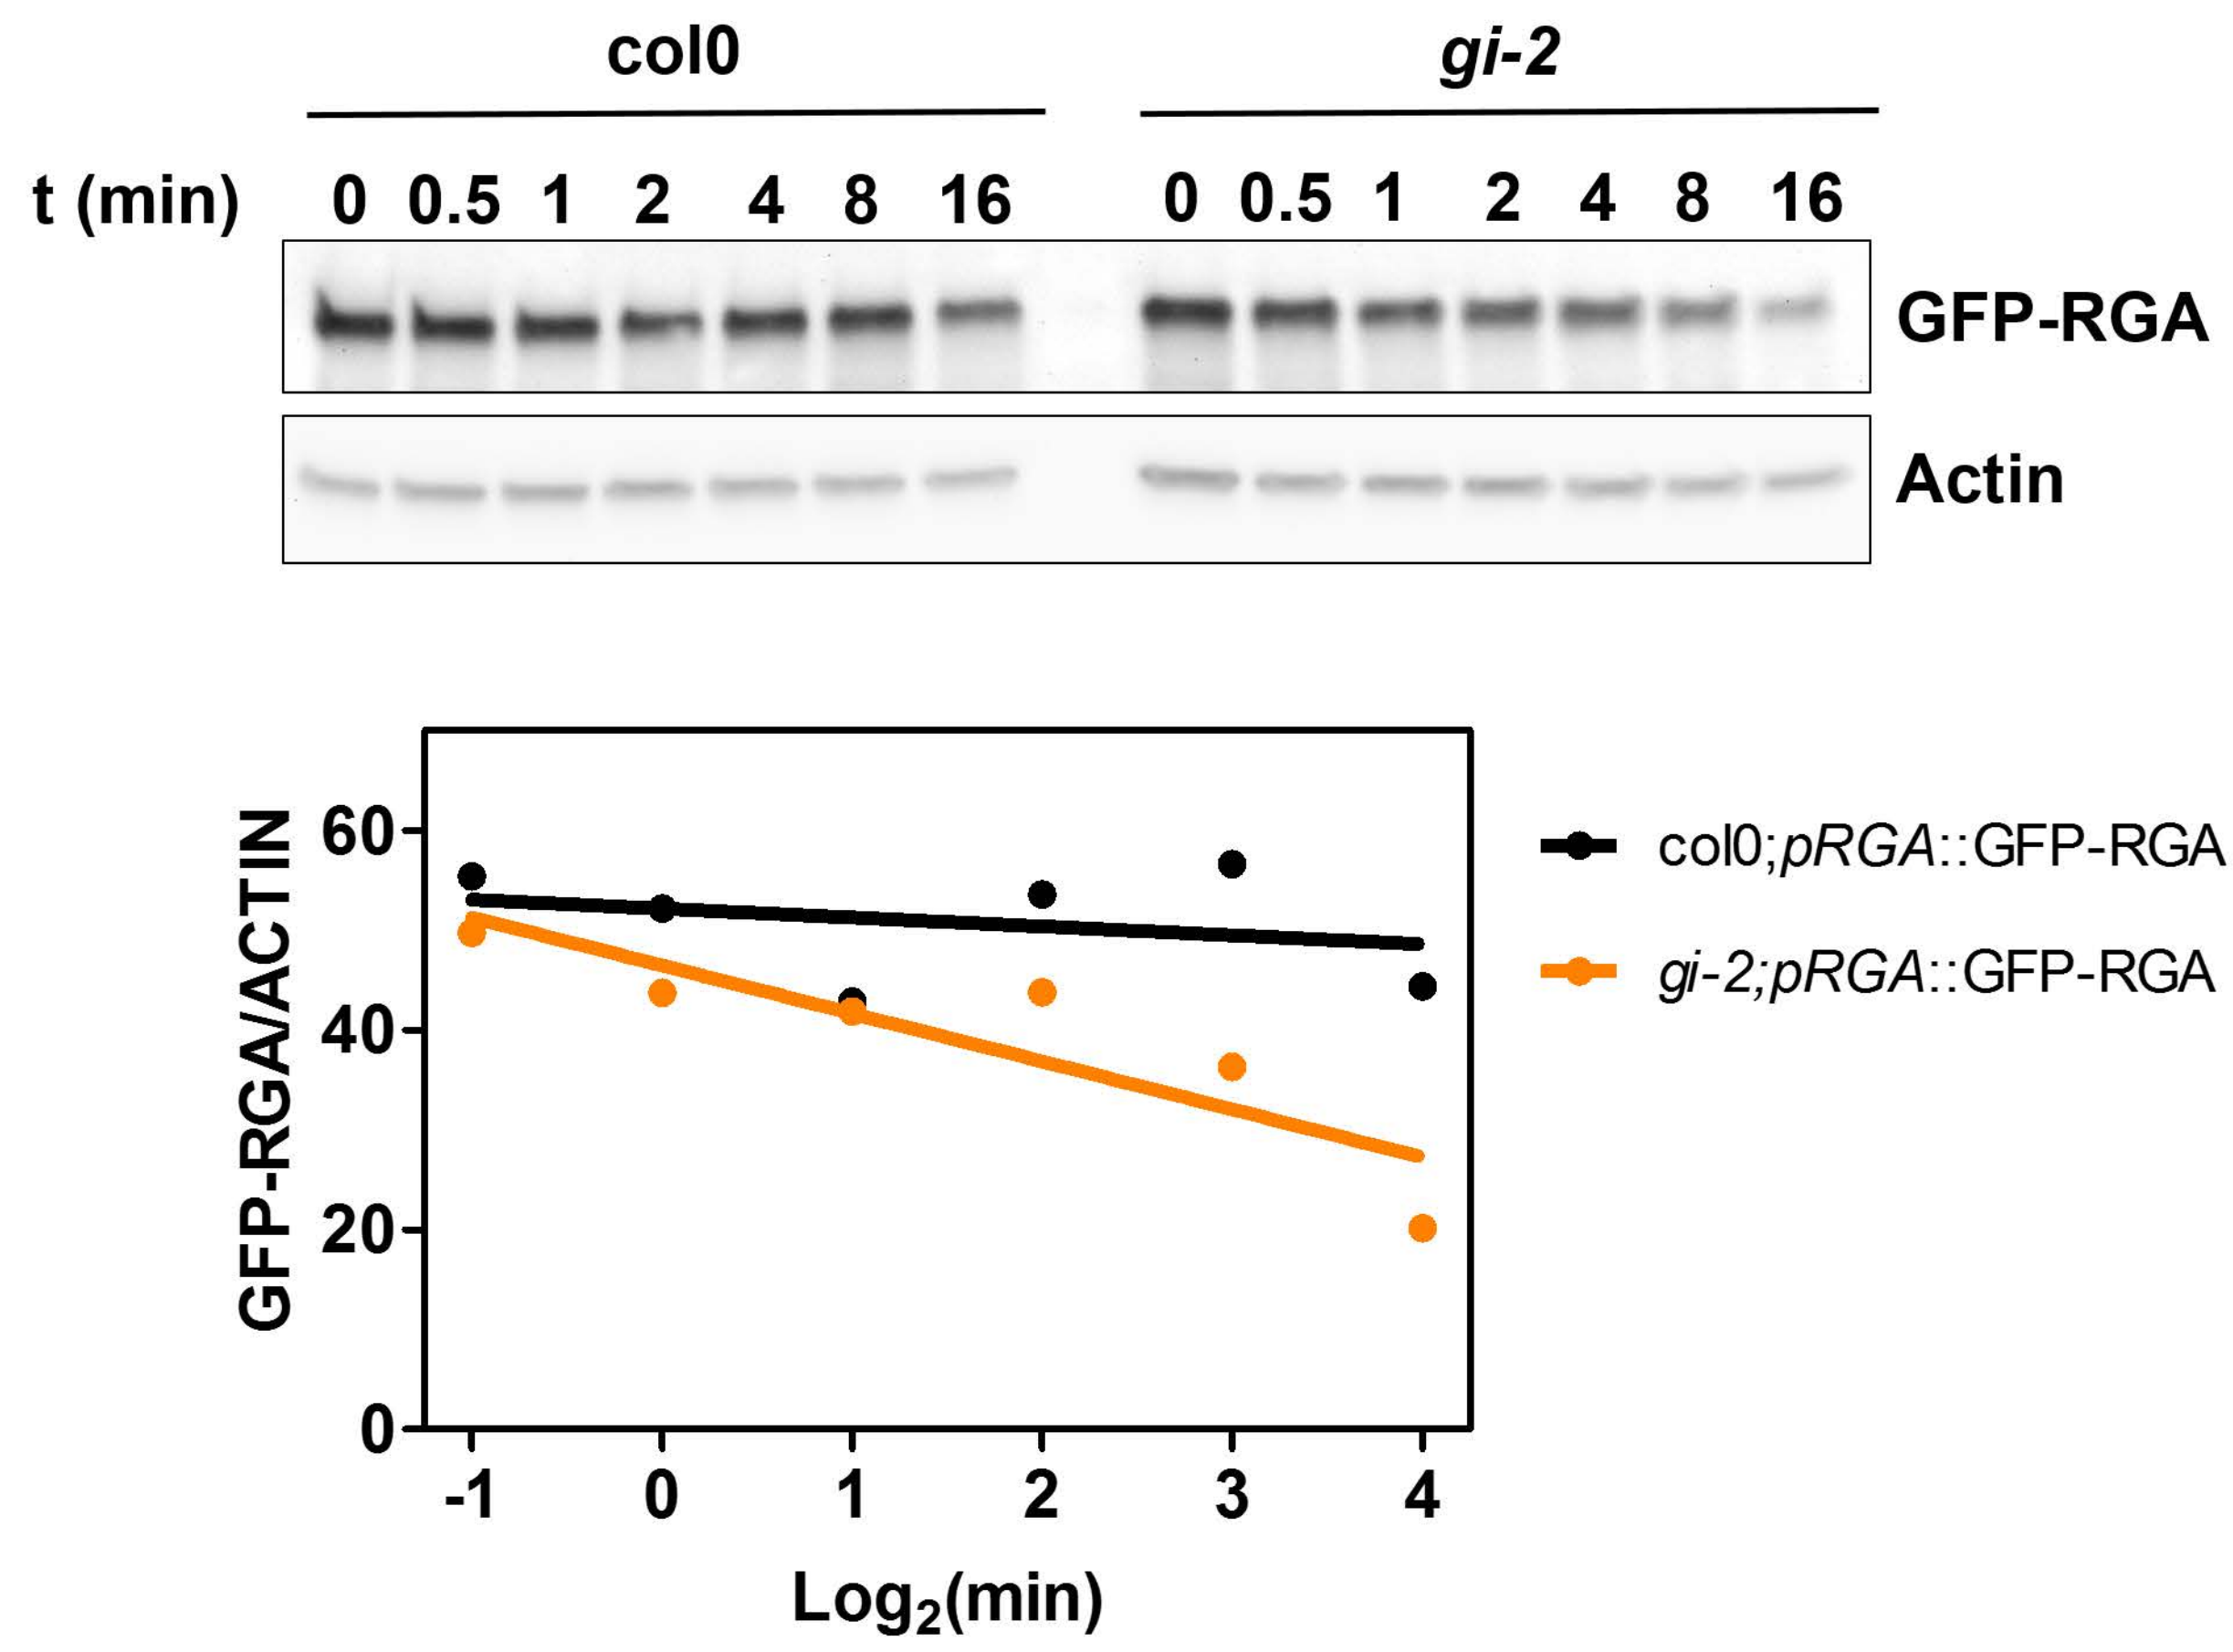 col0 gi-2
t (min) 0 0.5 1 2 4 8 16 0 0.5 1 2 4 8 16
GFP-RGA
Actin
GFP-RGA/ACTIN
60
40
20
0
-1 0 1 2 3 4
Log₂(min)
col0;pRGA::GFP-RGA
gi-2;pRGA::GFP-RGA